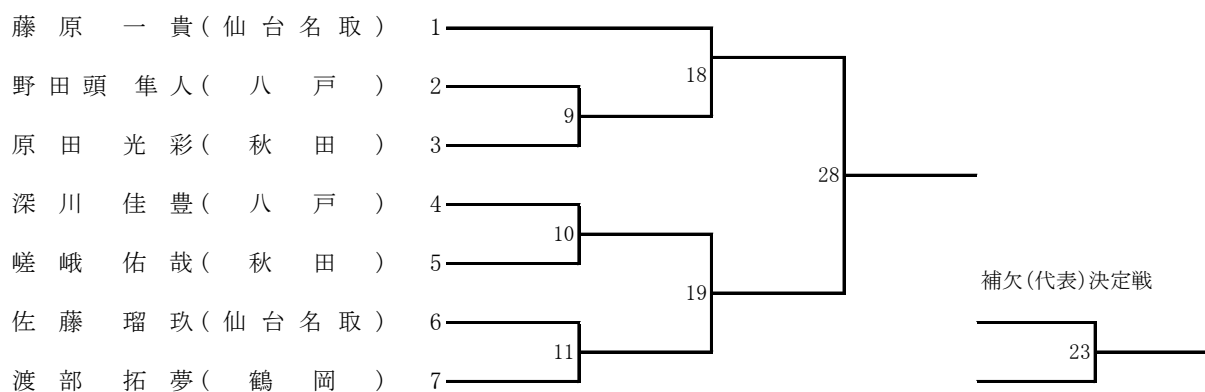 藤原 一貴(仙台名取) 1
18
野田頭 隼人(八戸) 2
9
原田 光彩(秋田) 3
28
深川 佳豊(八戸) 4
10
嵯峨 佑哉(秋田) 5
補欠(代表)決定戦
19
佐藤 瑠玖(仙台名取) 6
11
23
渡部 拓夢(鶴岡) 7